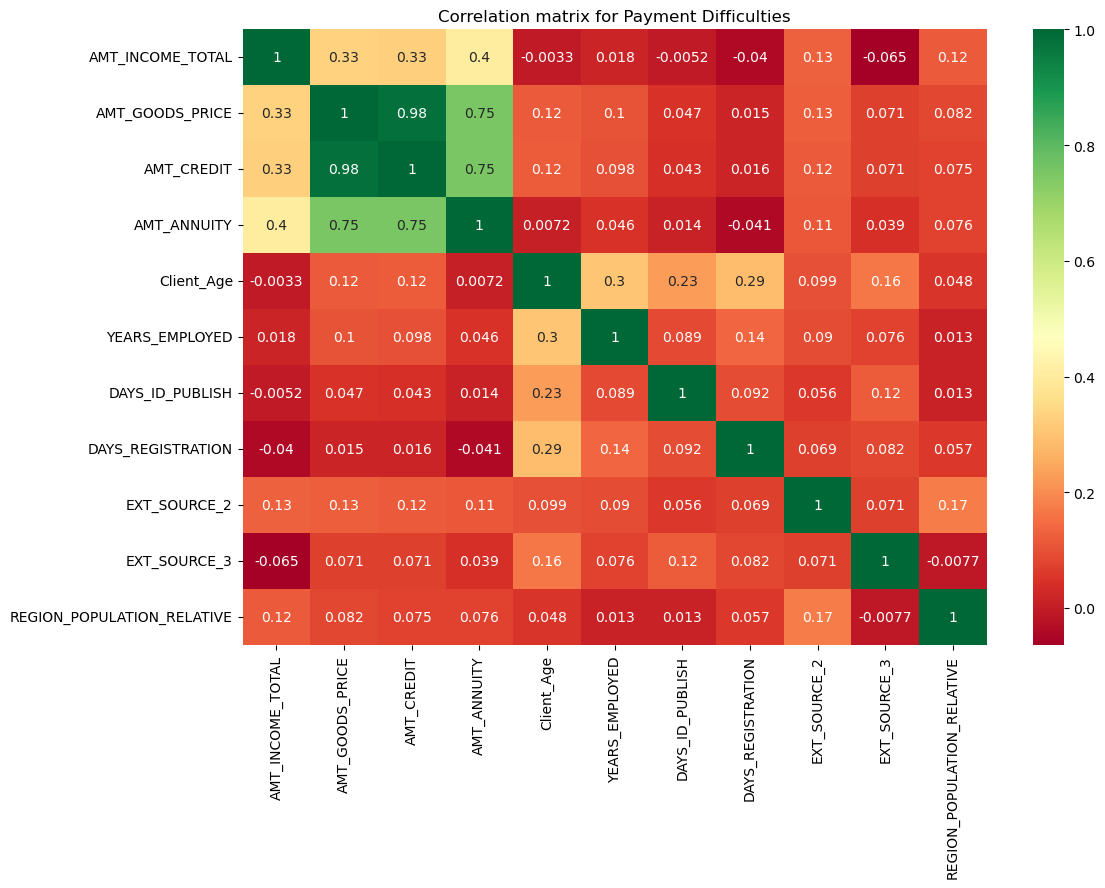 Correlation matrix for Payment Difficulties
AMT_INCOME_TOTAL 1 0.33 0.33 0.4 -0.0033 0.018 -0.0052 -0.04 0.13 -0.065 0.12
AMT_GOODS_PRICE 0.33 1 0.98 0.75 0.12 0.1 0.047 0.015 0.13 0.071 0.082
AMT_CREDIT 0.33 0.98 1 0.75 0.12 0.098 0.043 0.016 0.12 0.071 0.075
AMT_ANNUITY 0.4 0.75 0.75 1 0.0072 0.046 0.014 -0.041 0.11 0.039 0.076
Client_Age -0.0033 0.12 0.12 0.0072 1 0.3 0.23 0.29 0.099 0.16 0.048
YEARS_EMPLOYED 0.018 0.1 0.098 0.046 0.3 1 0.089 0.14 0.09 0.076 0.013
DAYS_ID_PUBLISH -0.0052 0.047 0.043 0.014 0.23 0.089 1 0.092 0.056 0.12 0.013
DAYS_REGISTRATION -0.04 0.015 0.016 -0.041 0.29 0.14 0.092 1 0.069 0.082 0.057
EXT_SOURCE_2 0.13 0.13 0.12 0.11 0.099 0.09 0.056 0.069 1 0.071 0.17
EXT_SOURCE_3 -0.065 0.071 0.071 0.039 0.16 0.076 0.12 0.082 0.071 1 -0.0077
REGION_POPULATION_RELATIVE 0.12 0.082 0.075 0.076 0.048 0.013 0.013 0.057 0.17 -0.0077 1
AMT_INCOME_TOTAL
AMT_GOODS_PRICE
AMT_CREDIT
AMT_ANNUITY
Client_Age
YEARS_EMPLOYED
DAYS_ID_PUBLISH
DAYS_REGISTRATION
EXT_SOURCE_2
EXT_SOURCE_3
REGION_POPULATION_RELATIVE
1.0
0.8
0.6
0.4
0.2
0.0